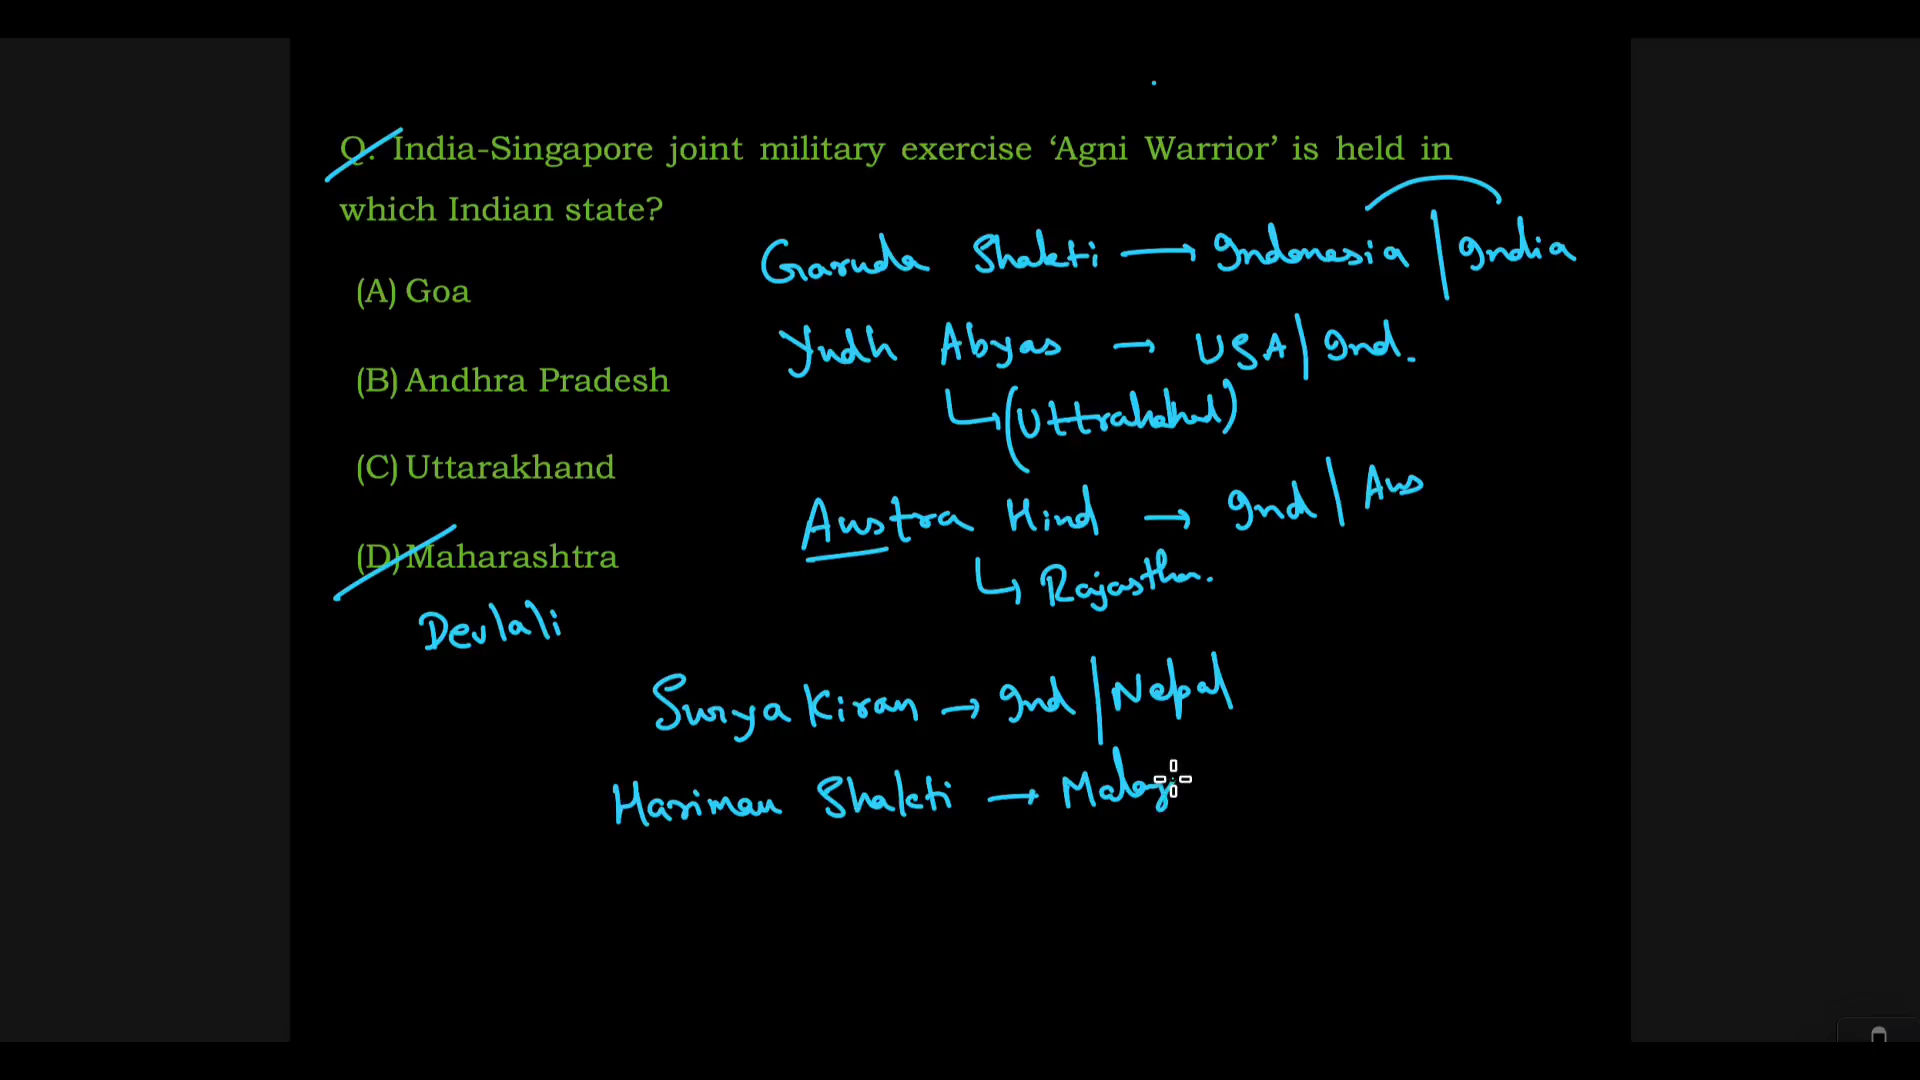 Q. India-Singapore joint military exercise ‘Agni Warrior’ is held in
which Indian state?
(A) Goa
(B) Andhra Pradesh
(C) Uttarakhand
(D) Maharashtra
Devlali
Garuda Shakti → Indonesia | India
Yudh Abyas → USA | Ind.
↳ (Uttrakahnd)
Austra Hind → Ind | Aus
↳ Rajasthan.
Surya Kiran → Ind | Nepal
Harimau Shakti → Malay